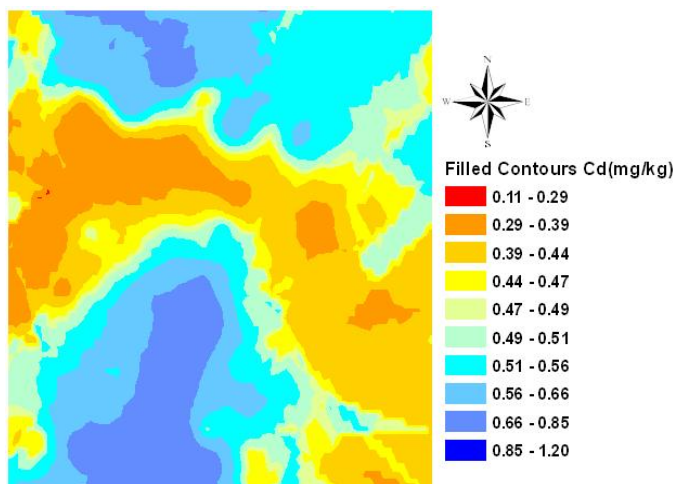 N
W E
S
Filled Contours Cd(mg/kg)
0.11 - 0.29
0.29 - 0.39
0.39 - 0.44
0.44 - 0.47
0.47 - 0.49
0.49 - 0.51
0.51 - 0.56
0.56 - 0.66
0.66 - 0.85
0.85 - 1.20